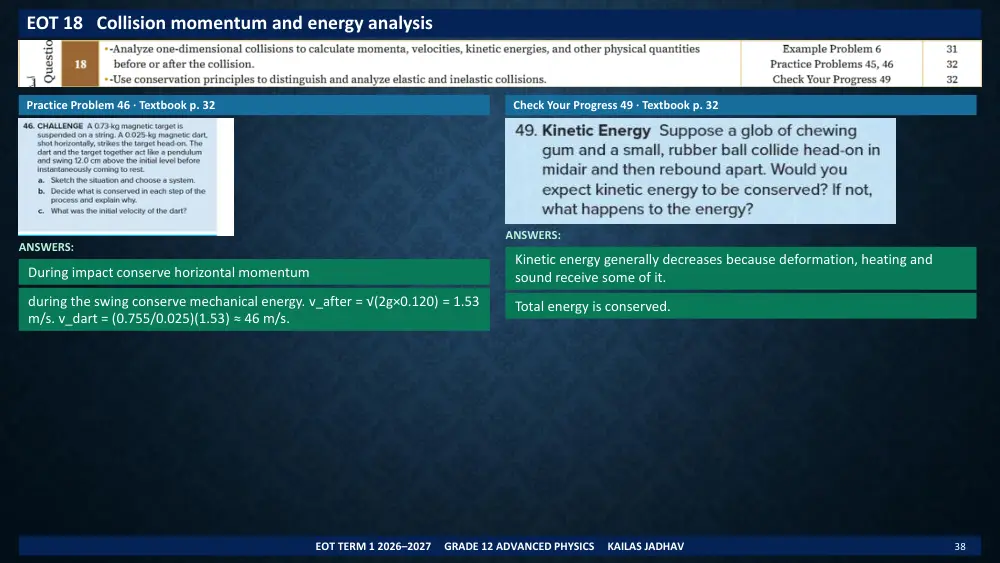 EOT 18 Collision momentum and energy analysis
Questio
18
•-Analyze one-dimensional collisions to calculate momenta, velocities, kinetic energies, and other physical quantities
before or after the collision.
•-Use conservation principles to distinguish and analyze elastic and inelastic collisions.
Example Problem 6
Practice Problems 45, 46
Check Your Progress 49
31
32
32
Practice Problem 46 · Textbook p. 32
46. CHALLENGE A 0.73-kg magnetic target is
suspended on a string. A 0.025-kg magnetic dart,
shot horizontally, strikes the target head-on. The
dart and the target together act like a pendulum
and swing 12.0 cm above the initial level before
instantaneously coming to rest.
a. Sketch the situation and choose a system.
b. Decide what is conserved in each step of the
process and explain why.
c. What was the initial velocity of the dart?
ANSWERS:
During impact conserve horizontal momentum
during the swing conserve mechanical energy. v_after = √(2g×0.120) = 1.53
m/s. v_dart = (0.755/0.025)(1.53) ≈ 46 m/s.
Check Your Progress 49 · Textbook p. 32
49. Kinetic Energy Suppose a glob of chewing
gum and a small, rubber ball collide head-on in
midair and then rebound apart. Would you
expect kinetic energy to be conserved? If not,
what happens to the energy?
ANSWERS:
Kinetic energy generally decreases because deformation, heating and
sound receive some of it.
Total energy is conserved.
EOT TERM 1 2026–2027 GRADE 12 ADVANCED PHYSICS KAILAS JADHAV
38